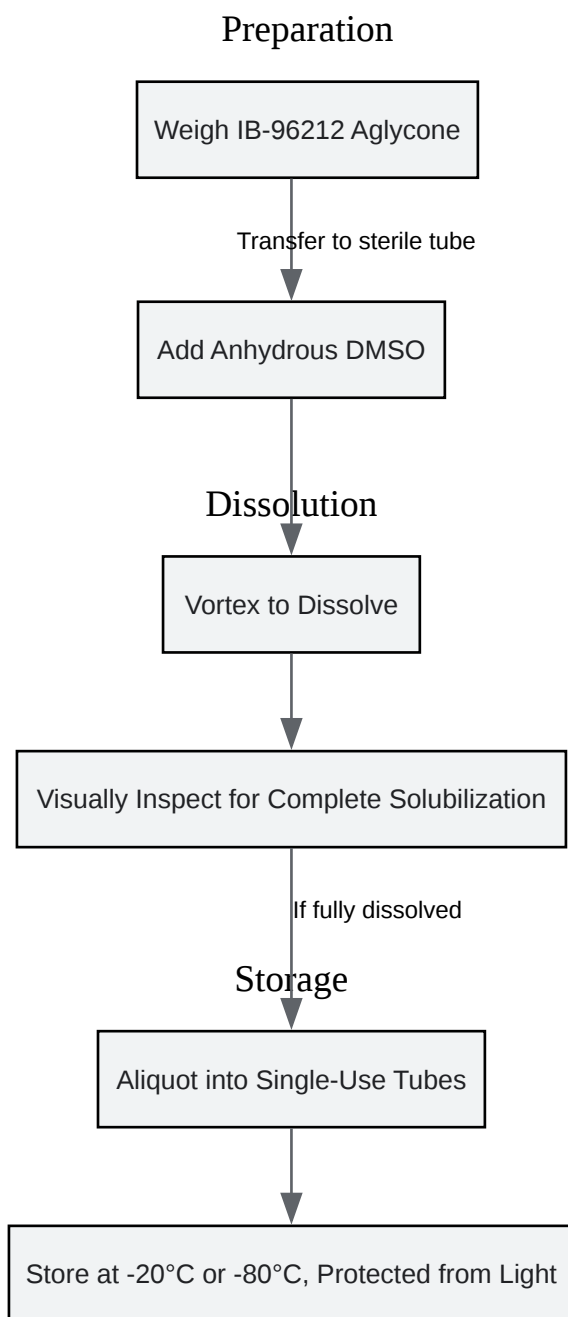 Preparation
Weigh IB-96212 Aglycone
Transfer to sterile tube
Add Anhydrous DMSO
Dissolution
Vortex to Dissolve
Visually Inspect for Complete Solubilization
If fully dissolved
Storage
Aliquot into Single-Use Tubes
Store at -20°C or -80°C, Protected from Light